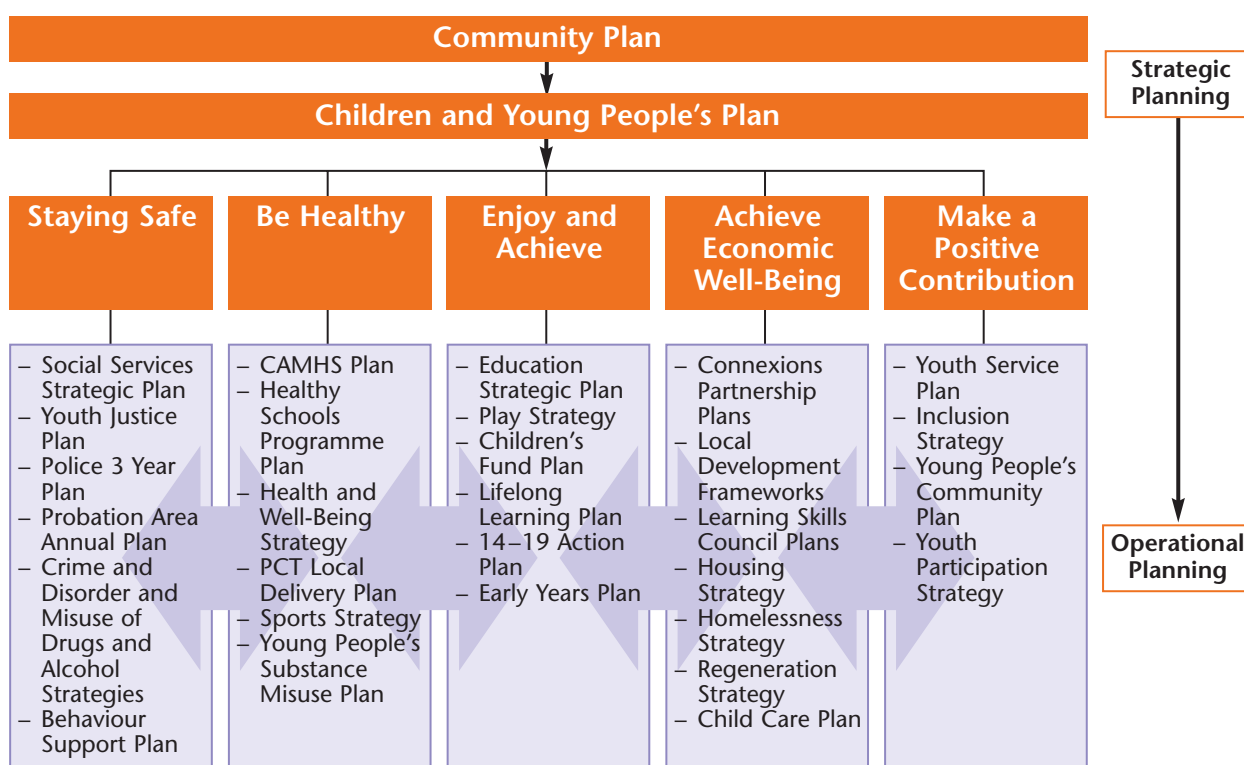 Community Plan
Children and Young People's Plan
Strategic
Planning
Staying Safe
Be Healthy
Enjoy and
Achieve
Achieve
Economic
Well-Being
Make a
Positive
Contribution
– Social Services
Strategic Plan
– Youth Justice
Plan
– Police 3 Year
Plan
– Probation Area
Annual Plan
– Crime and
Disorder and
Misuse of
Drugs and
Alcohol
Strategies
– Behaviour
Support Plan
– CAMHS Plan
– Healthy
Schools
Programme
Plan
– Health and
Well-Being
Strategy
– PCT Local
Delivery Plan
– Sports Strategy
– Young People's
Substance
Misuse Plan
– Education
Strategic Plan
– Play Strategy
– Children's
Fund Plan
– Lifelong
Learning Plan
– 14–19 Action
Plan
– Early Years Plan
– Connexions
Partnership
Plans
– Local
Development
Frameworks
– Learning Skills
Council Plans
– Housing
Strategy
– Homelessness
Strategy
– Regeneration
Strategy
– Child Care Plan
– Youth Service
Plan
– Inclusion
Strategy
– Young People's
Community
Plan
– Youth
Participation
Strategy
Operational
Planning